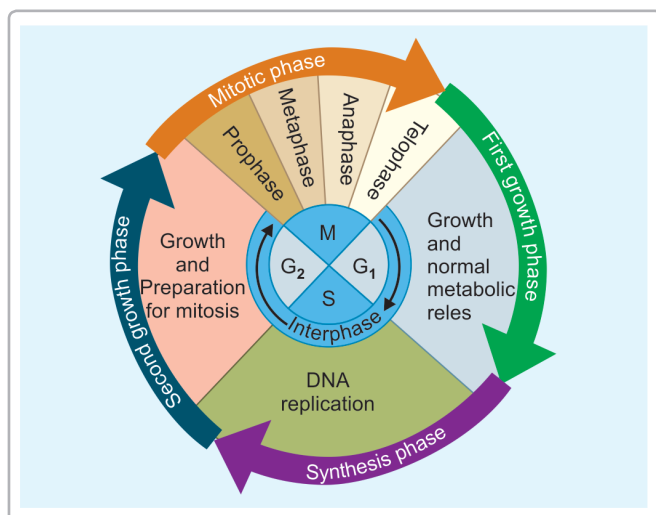 Mitotic phase
Prophase
Metaphase
Anaphase
Telophase
First growth phase
Growth
and
normal
metabolic
reles
Synthesis phase
DNA
replication
Second growth phase
Growth
and
Preparation
for mitosis
M
G₁
S
G₂
Interphase